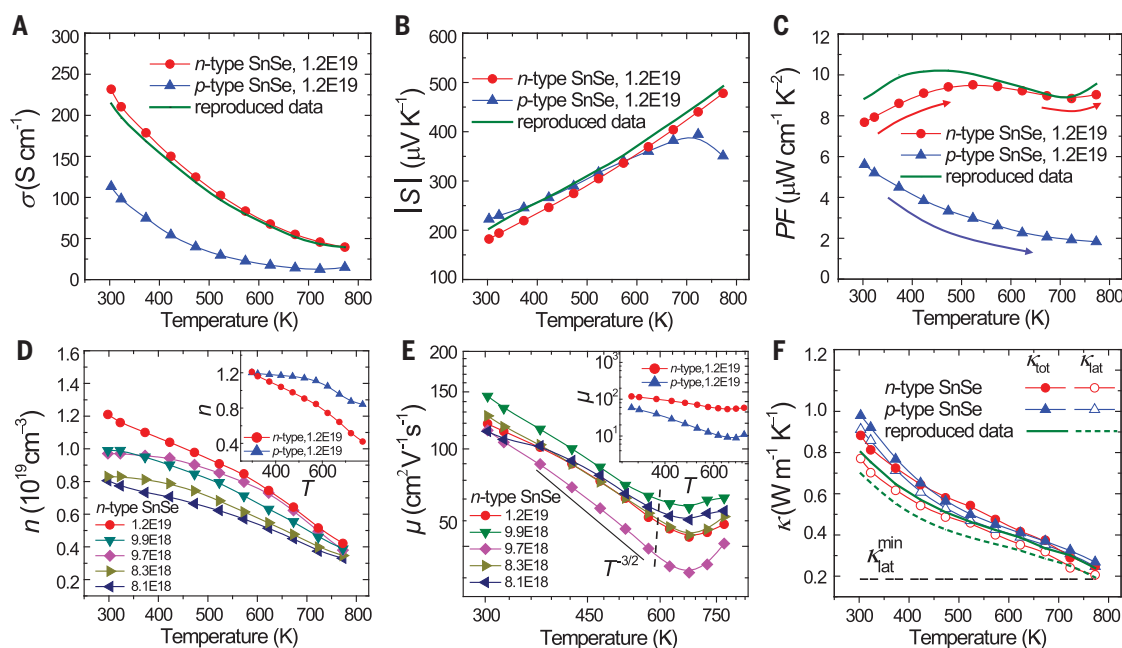 A
300
250
200
150
100
50
0
σ(S cm⁻¹)
n-type SnSe, 1.2E19
p-type SnSe, 1.2E19
reproduced data
300 400 500 600 700 800
Temperature (K)
B
600
500
400
300
200
100
|S| (μV K⁻¹)
n-type SnSe, 1.2E19
p-type SnSe, 1.2E19
reproduced data
300 400 500 600 700 800
Temperature (K)
C
12
10
8
6
4
2
0
PF (μW cm⁻¹ K⁻²)
n-type SnSe, 1.2E19
p-type SnSe, 1.2E19
reproduced data
300 400 500 600 700 800
Temperature (K)
D
1.6
1.4
1.2
1.0
0.8
0.6
0.4
0.2
n (10¹⁹cm⁻³)
1.2
0.8
0.4
n
n-type,1.2E19
p-type,1.2E19
300 400 600
T
n-type SnSe
1.2E19
9.9E18
9.7E18
8.3E18
8.1E18
300 400 500 600 700 800
Temperature (K)
E
200
150
100
50
μ (cm²V⁻¹s⁻¹)
10³
10²
10¹
μ
n-type,1.2E19
p-type,1.2E19
300 400 600
T
n-type SnSe
1.2E19
9.9E18
9.7E18
8.3E18
8.1E18
T⁻³/²
300 450 600 750
Temperature (K)
F
1.2
1.0
0.8
0.6
0.4
0.2
κ(W m⁻¹ K⁻¹)
κtot κlat
n-type SnSe
p-type SnSe
reproduced data
κlatmin
300 400 500 600 700 800
Temperature (K)